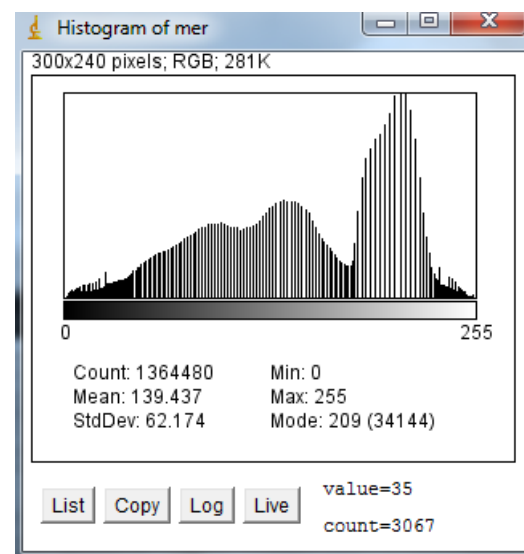 Histogram of mer
300x240 pixels; RGB; 281K
0 255
Count: 1364480 Min: 0
Mean: 139.437 Max: 255
StdDev: 62.174 Mode: 209 (34144)
List Copy Log Live value=35
count=3067